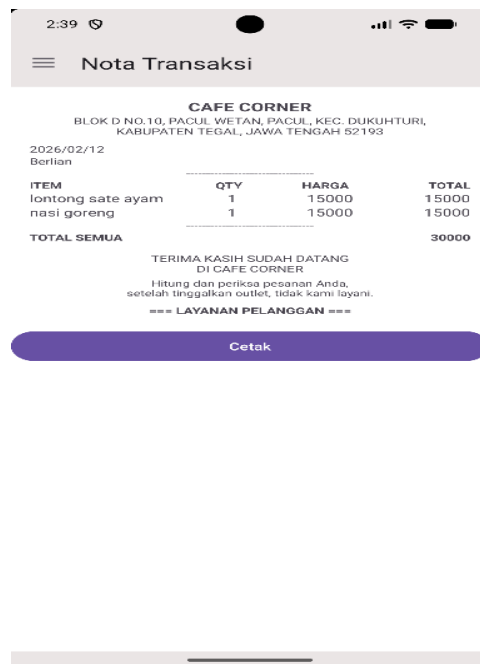 2:39
Nota Transaksi
CAFE CORNER
BLOK D NO.10, PACUL WETAN, PACUL, KEC. DUKUHTURI,
KABUPATEN TEGAL, JAWA TENGAH 52193
2026/02/12
Berlian
--------------------------------
ITEM QTY HARGA TOTAL
lontong sate ayam 1 15000 15000
nasi goreng 1 15000 15000
--------------------------------
TOTAL SEMUA 30000
TERIMA KASIH SUDAH DATANG
DI CAFE CORNER
Hitung dan periksa pesanan Anda,
setelah tinggalkan outlet, tidak kami layani.
=== LAYANAN PELANGGAN ===
Cetak